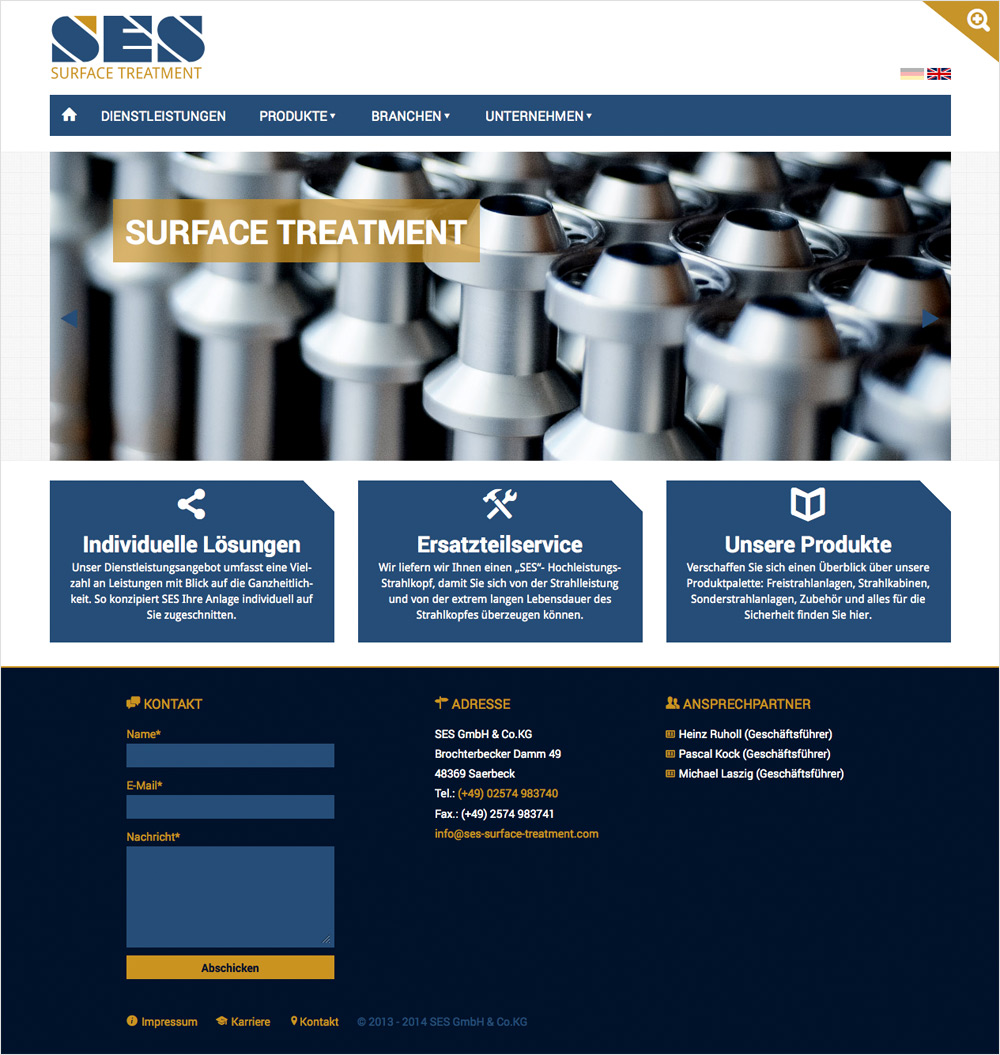 SES
SURFACE TREATMENT
DIENSTLEISTUNGEN PRODUKTE BRANCHEN UNTERNEHMEN
SURFACE TREATMENT
Individuelle Lösungen
Unser Dienstleistungsangebot umfasst eine Viel-
zahl an Leistungen mit Blick auf die Ganzheitlich-
keit. So konzipiert SES Ihre Anlage individuell auf
Sie zugeschnitten.
Ersatzteilservice
Wir liefern wir Ihnen einen „SES“- Hochleistungs-
Strahlkopf, damit Sie sich von der Strahlleistung
und von der extrem langen Lebensdauer des
Strahlkopfes überzeugen können.
Unsere Produkte
Verschaffen Sie sich einen Überblick über unsere
Produktpalette: Freistrahlanlagen, Strahlkabinen,
Sonderstrahlanlagen, Zubehör und alles für die
Sicherheit finden Sie hier.
KONTAKT
Name*
E-Mail*
Nachricht*
Abschicken
ADRESSE
SES GmbH & Co.KG
Brochterbecker Damm 49
48369 Saerbeck
Tel.: (+49) 02574 983740
Fax.: (+49) 2574 983741
info@ses-surface-treatment.com
ANSPRECHPARTNER
Heinz Ruholl (Geschäftsführer)
Pascal Kock (Geschäftsführer)
Michael Laszig (Geschäftsführer)
Impressum Karriere Kontakt © 2013 - 2014 SES GmbH & Co.KG